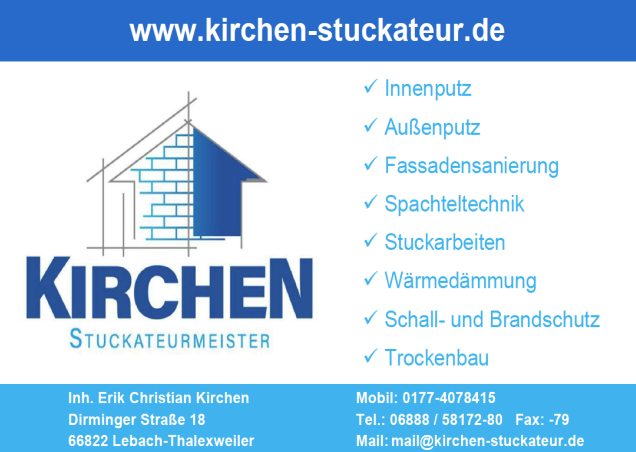 www.kirchen-stuckateur.de
KIRCHEN
STUCKATEURMEISTER
✓ Innenputz
✓ Außenputz
✓ Fassadensanierung
✓ Spachteltechnik
✓ Stuckarbeiten
✓ Wärmedämmung
✓ Schall- und Brandschutz
✓ Trockenbau
Inh. Erik Christian Kirchen
Dirminger Straße 18
66822 Lebach-Thalexweiler
Mobil: 0177-4078415
Tel.: 06888 / 58172-80 Fax: -79
Mail: mail@kirchen-stuckateur.de